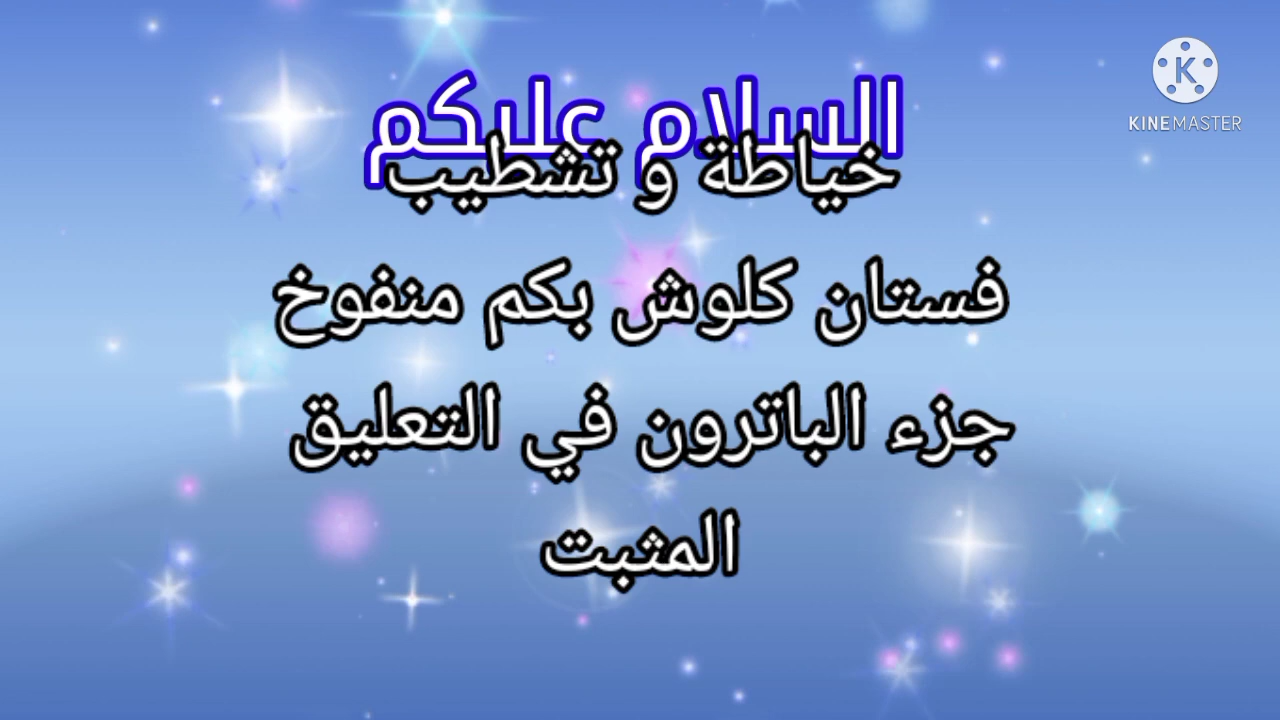 السلام عليكم
خياطة و تشطيب
فستان كلوش بكم منفوخ
جزء الباترون في التعليق
المثبت
K
KINEMASTER